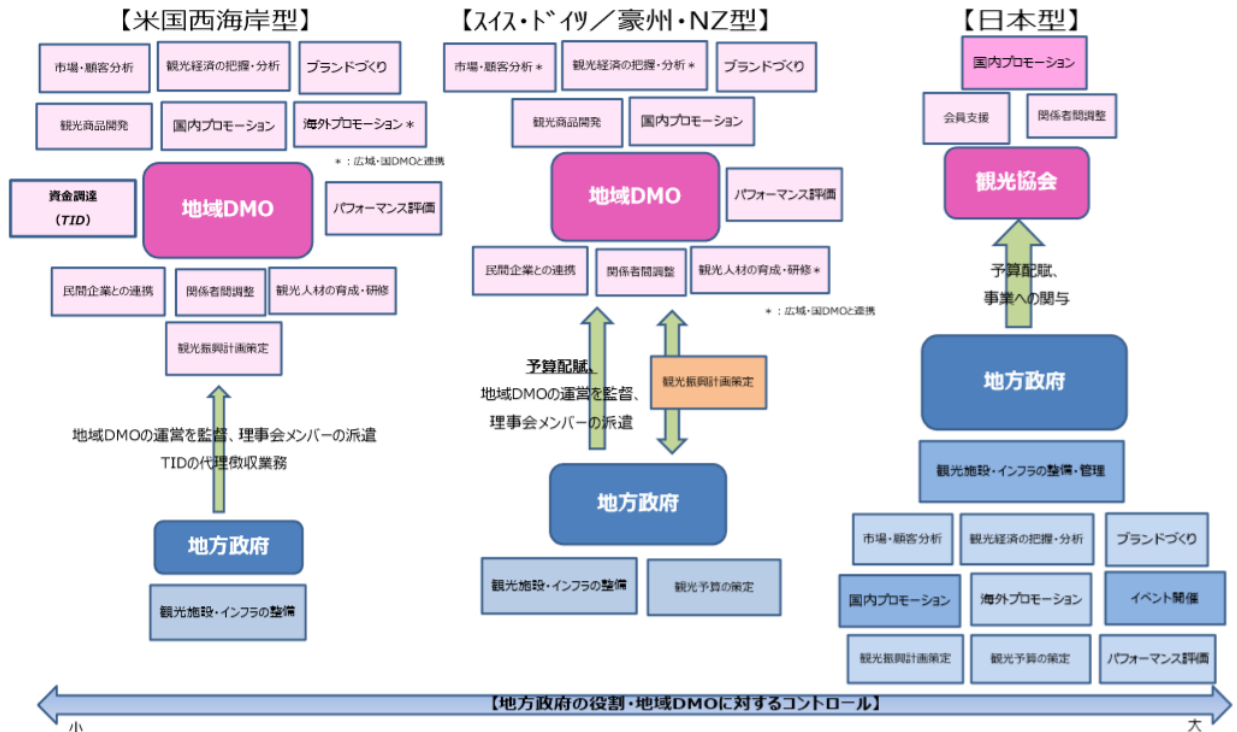 【米国西海岸型】
市場・顧客分析
観光経済の把握・分析
ブランドづくり
観光商品開発
国内プロモーション
海外プロモーション＊
＊：広域・国DMOと連携
資金調達
（TID）
地域DMO
パフォーマンス評価
民間企業との連携
関係者間調整
観光人材の育成・研修
観光振興計画策定
地域DMOの運営を監督、理事会メンバーの派遣
TIDの代理徴収業務
地方政府
観光施設・インフラの整備
【ｽｲｽ・ﾄﾞｲﾂ／豪州・NZ型】
市場・顧客分析＊
観光経済の把握・分析＊
ブランドづくり
観光商品開発
国内プロモーション
地域DMO
パフォーマンス評価
民間企業との連携
関係者間調整
観光人材の育成・研修＊
＊：広域・国DMOと連携
予算配賦、
地域DMOの運営を監督、
理事会メンバーの派遣
観光振興計画策定
地方政府
観光施設・インフラの整備
観光予算の策定
【日本型】
国内プロモーション
会員支援
関係者間調整
観光協会
予算配賦、
事業への関与
地方政府
観光施設・インフラの整備・管理
市場・顧客分析
観光経済の把握・分析
ブランドづくり
国内プロモーション
海外プロモーション
イベント開催
観光振興計画策定
観光予算の策定
パフォーマンス評価
【地方政府の役割・地域DMOに対するコントロール】
小
大